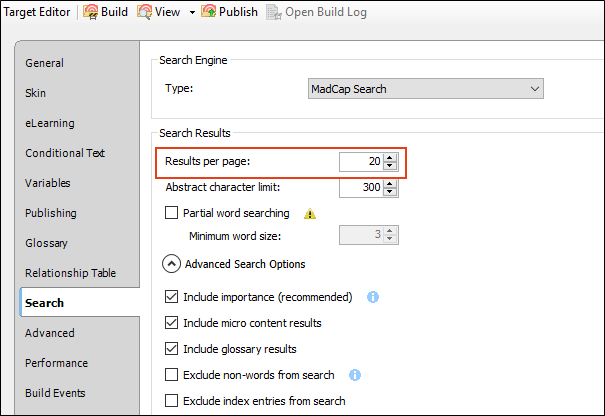 Target Editor Build View Publish Open Build Log
General
Skin
eLearning
Conditional Text
Variables
Publishing
Glossary
Relationship Table
Search
Advanced
Performance
Build Events
Search Engine
Type: MadCap Search
Search Results
Results per page: 20
Abstract character limit: 300
Partial word searching
Minimum word size: 3
Advanced Search Options
Include importance (recommended)
Include micro content results
Include glossary results
Exclude non-words from search
Exclude index entries from search